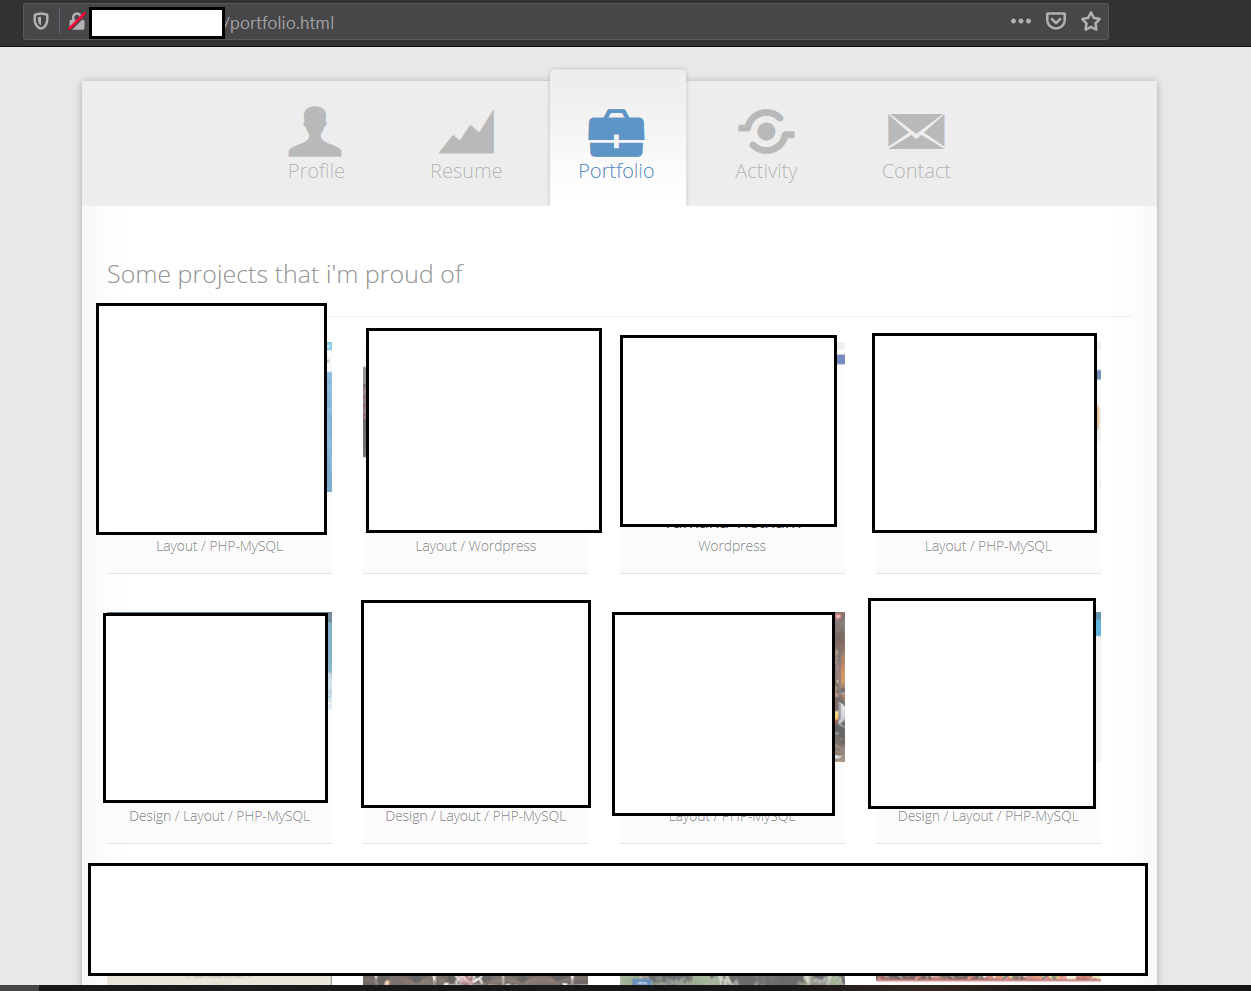 /portfolio.html
Profile Resume Portfolio Activity Contact
Some projects that i'm proud of
Layout / PHP-MySQL Layout / Wordpress Wordpress Layout / PHP-MySQL
Design / Layout / PHP-MySQL Design / Layout / PHP-MySQL Layout / PHP-MySQL Design / Layout / PHP-MySQL